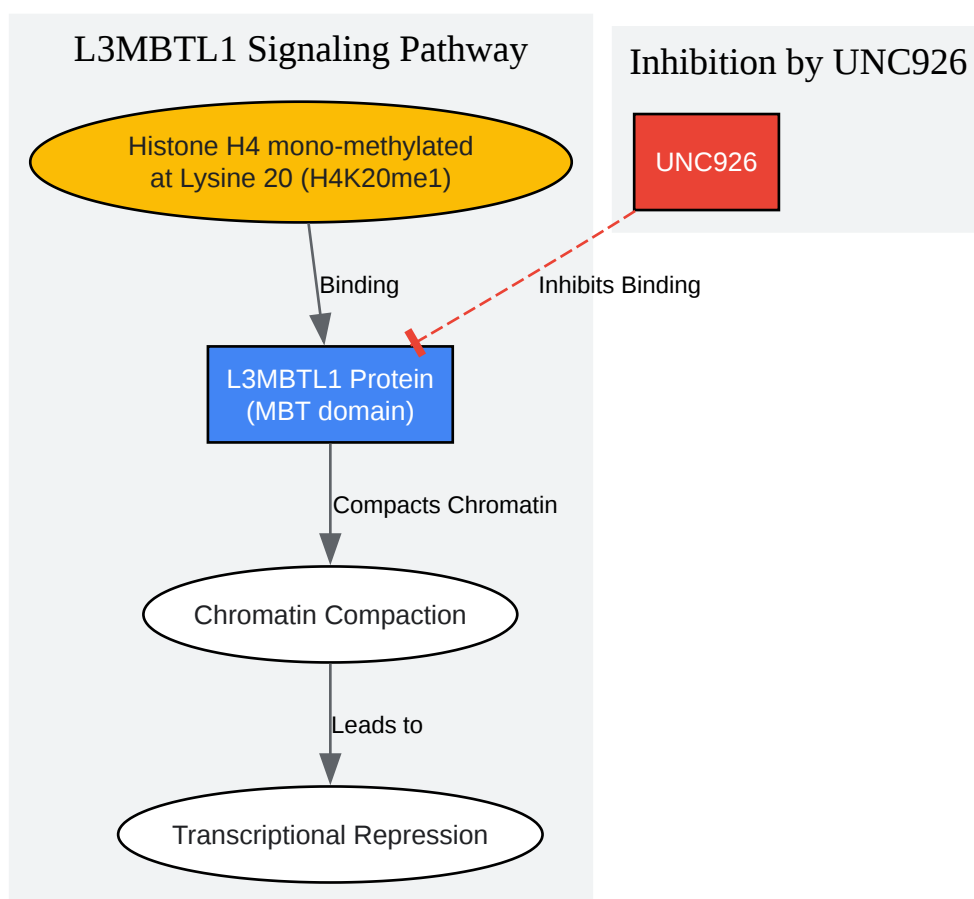 L3MBTL1 Signaling Pathway
Inhibition by UNC926
Histone H4 mono-methylated
at Lysine 20 (H4K20me1)
UNC926
Binding
Inhibits Binding
L3MBTL1 Protein
(MBT domain)
Compacts Chromatin
Chromatin Compaction
Leads to
Transcriptional Repression